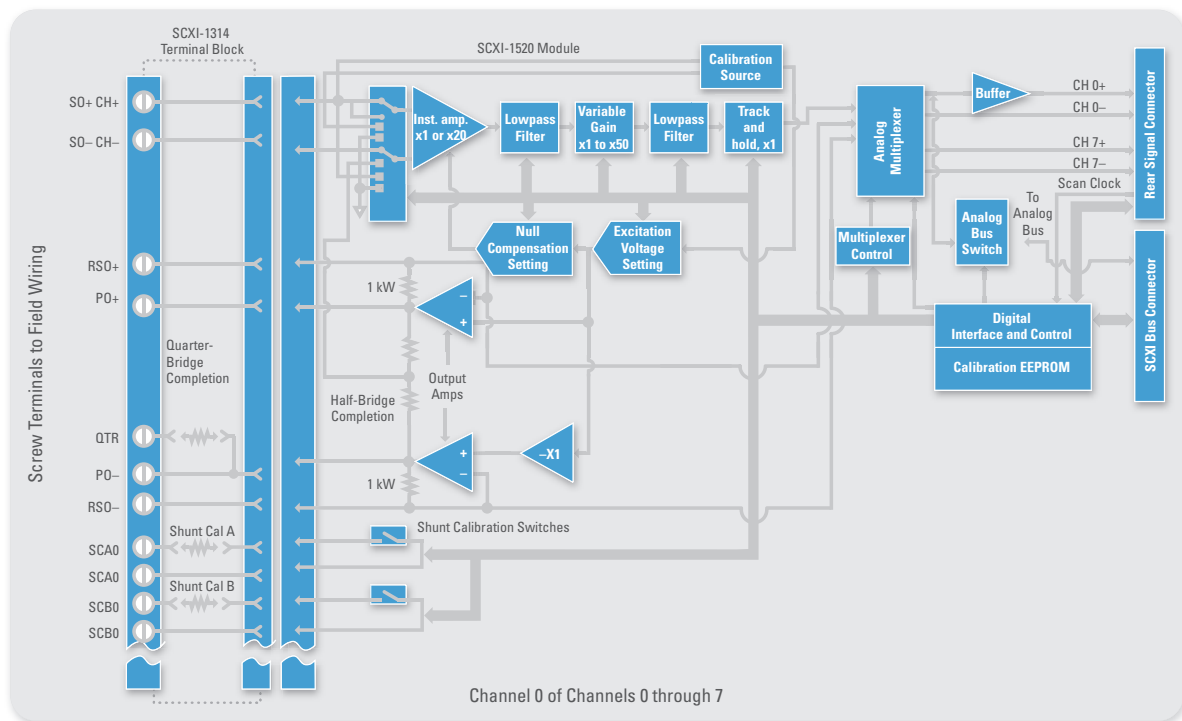 SCXI-1314
Terminal Block
SCXI-1520 Module
Screw Terminals to Field Wiring
SO+ CH+
SO– CH–
RSO+
PO+
Quarter-
Bridge
Completion
QTR
PO–
RSO–
Shunt Cal A
SCA0
SCA0
Shunt Cal B
SCB0
SCB0
Inst. amp.
x1 or x20
Lowpass
Filter
Variable
Gain
x1 to x50
Lowpass
Filter
Track
and
hold, x1
Calibration
Source
Null
Compensation
Setting
Excitation
Voltage
Setting
1 kW
–
+
Output
Amps
Half-Bridge
Completion
+
–
–X1
1 kW
Shunt Calibration Switches
Analog
Multiplexer
Buffer
CH 0+
CH 0–
CH 7+
CH 7–
Scan Clock
To
Analog
Bus
Multiplexer
Control
Analog
Bus
Switch
Digital
Interface and Control
Calibration EEPROM
Rear Signal Connector
SCXI Bus Connector
Channel 0 of Channels 0 through 7